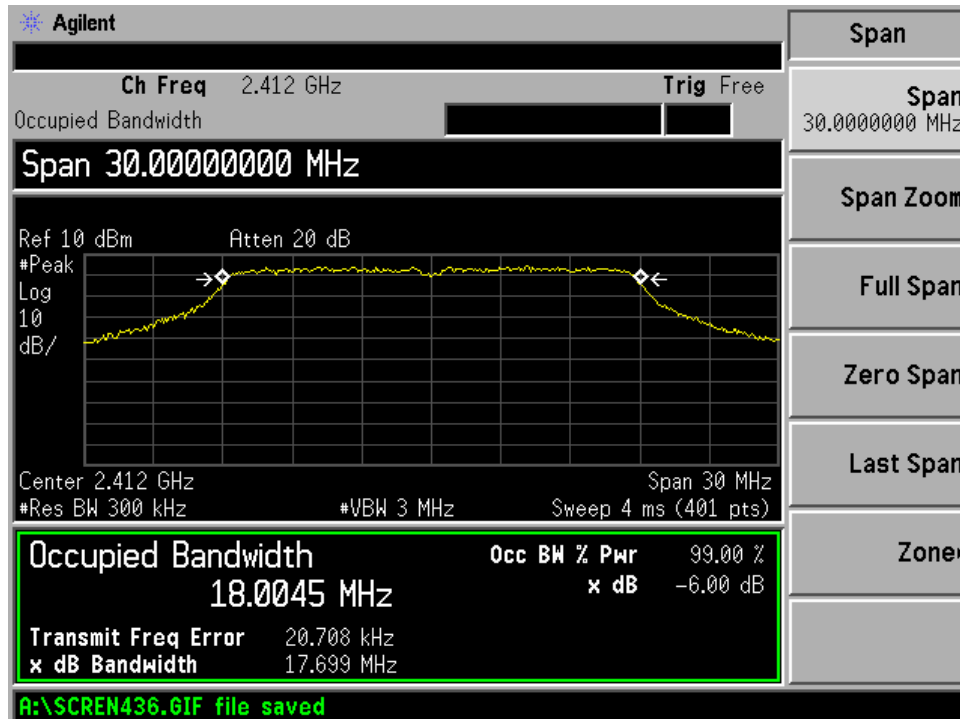 Agilent
Ch Freq 2.412 GHz Trig Free
Occupied Bandwidth
Span 30.00000000 MHz
Ref 10 dBm Atten 20 dB
#Peak
Log
10
dB/
Center 2.412 GHz Span 30 MHz
#Res BW 300 kHz #VBW 3 MHz Sweep 4 ms (401 pts)
Occupied Bandwidth
18.0045 MHz
Occ BW % Pwr 99.00 %
x dB -6.00 dB
Transmit Freq Error 20.708 kHz
x dB Bandwidth 17.699 MHz
A:\SCREN436.GIF file saved
Span
Span
30.0000000 MHz
Span Zoom
Full Span
Zero Span
Last Span
Zone